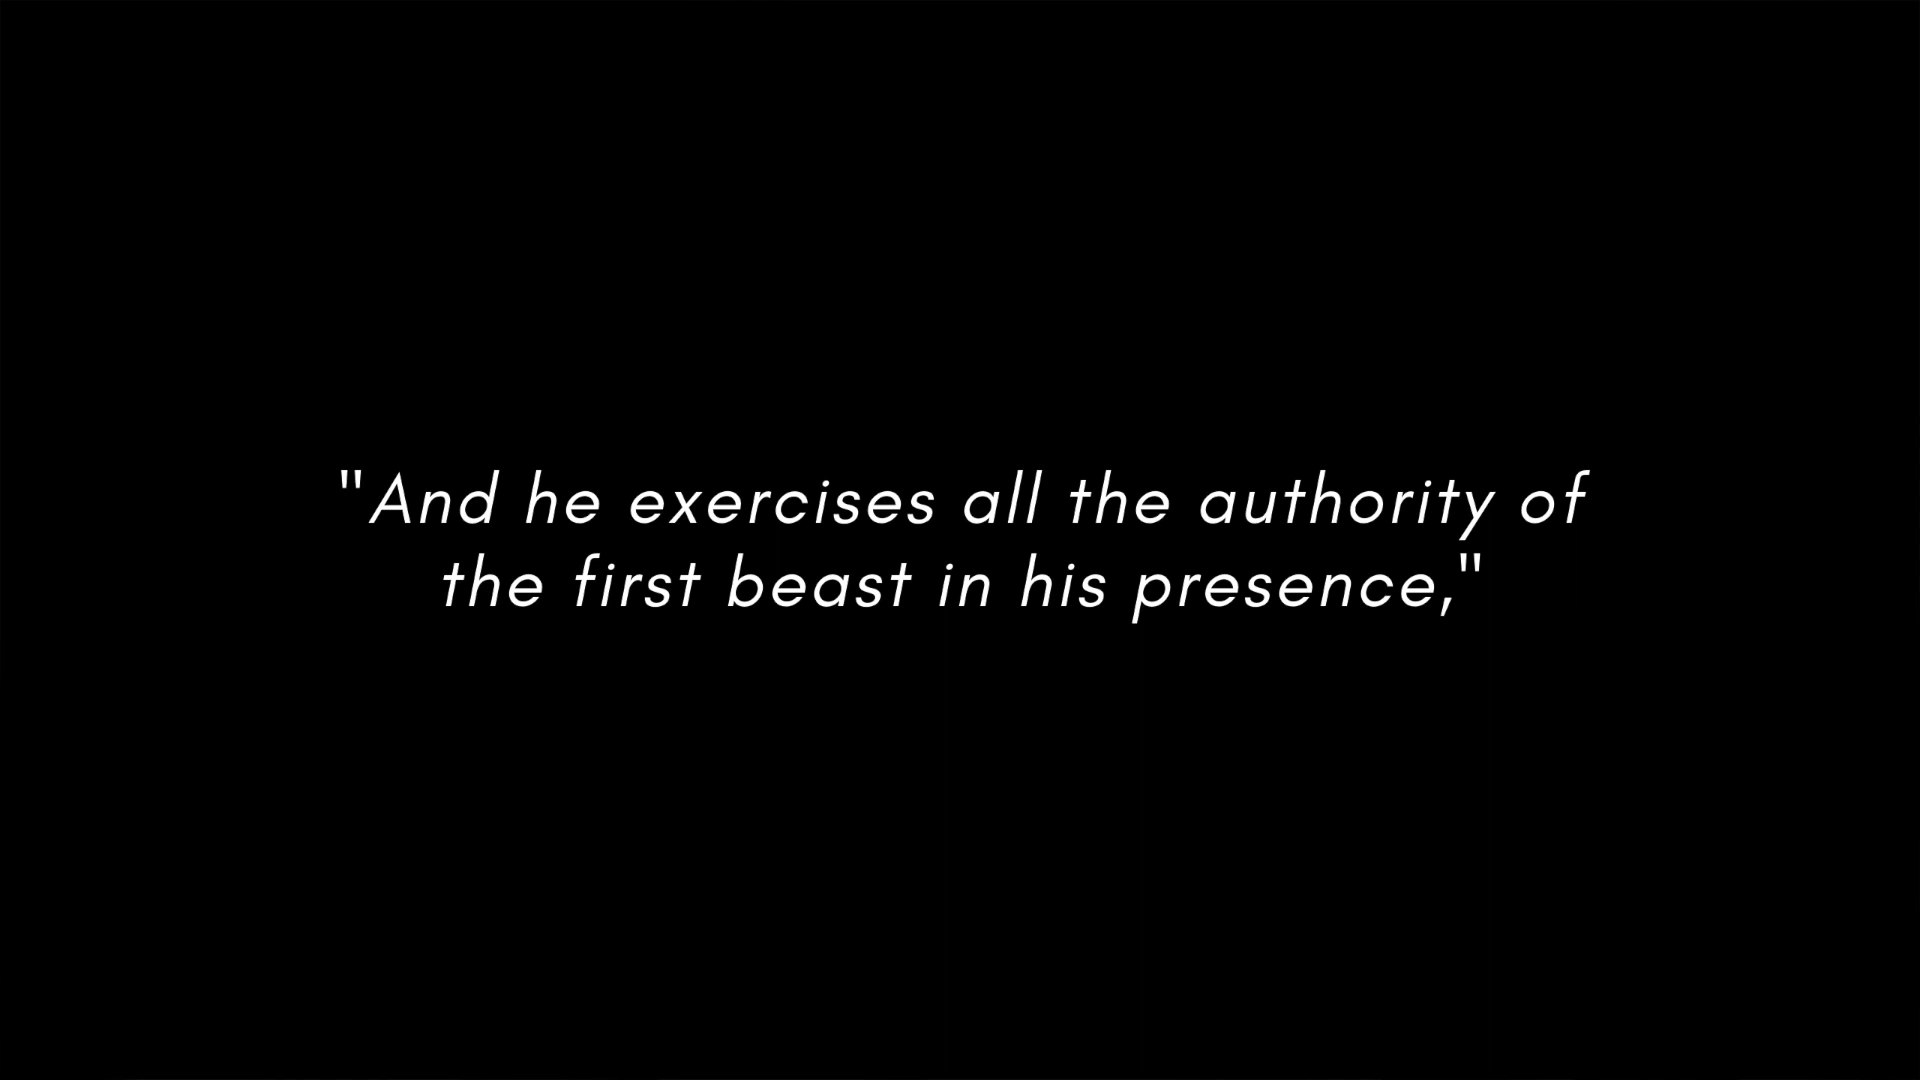 "And he exercises all the authority of
the first beast in his presence,"